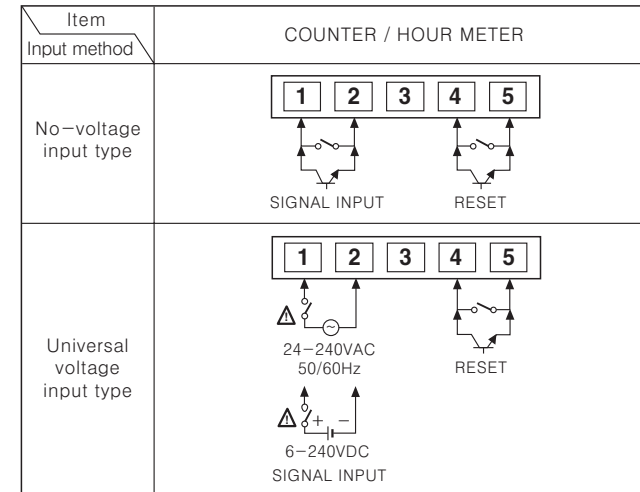 Item
Input method
COUNTER / HOUR METER
No-voltage
input type
1 2 3 4 5
SIGNAL INPUT RESET
Universal
voltage
input type
1 2 3 4 5
24-240VAC
50/60Hz
RESET
+ -
6-240VDC
SIGNAL INPUT